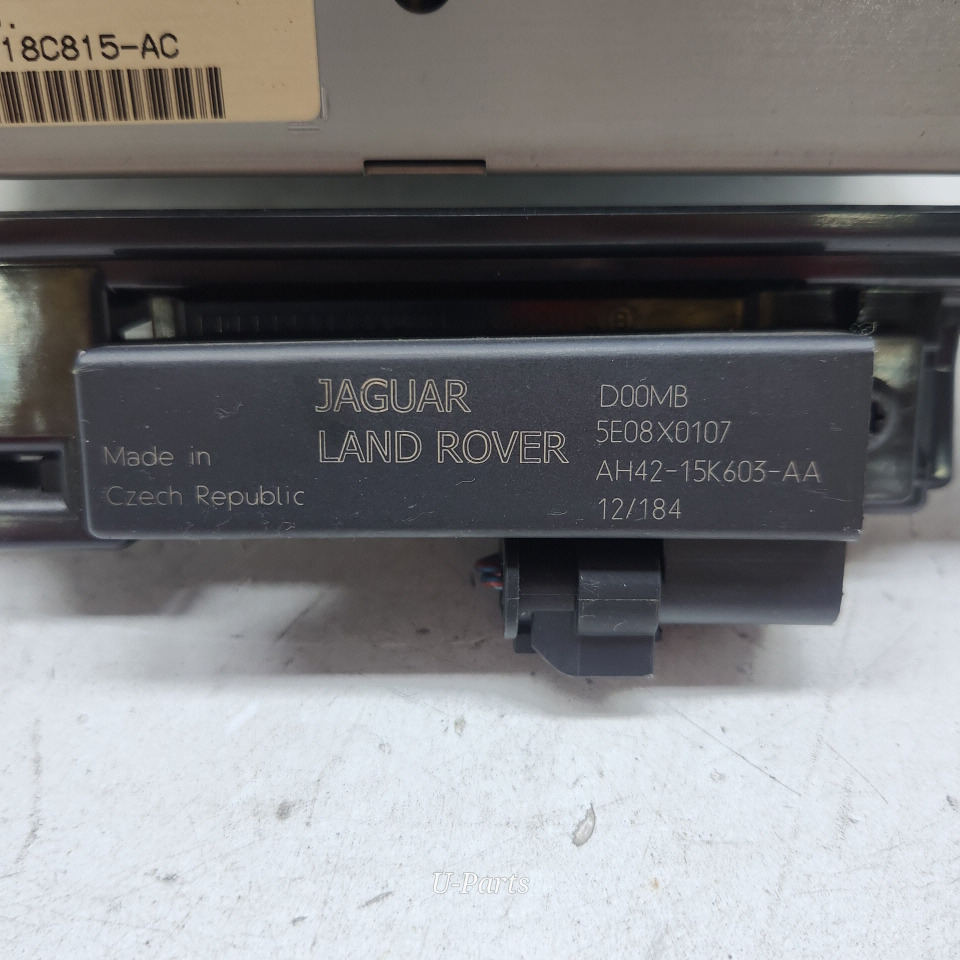 18C815-AC
JAGUAR
LAND ROVER
Made in
Czech Republic
D00MB
5E08X0107
AH42-15K603-AA
12/184
U-Parts